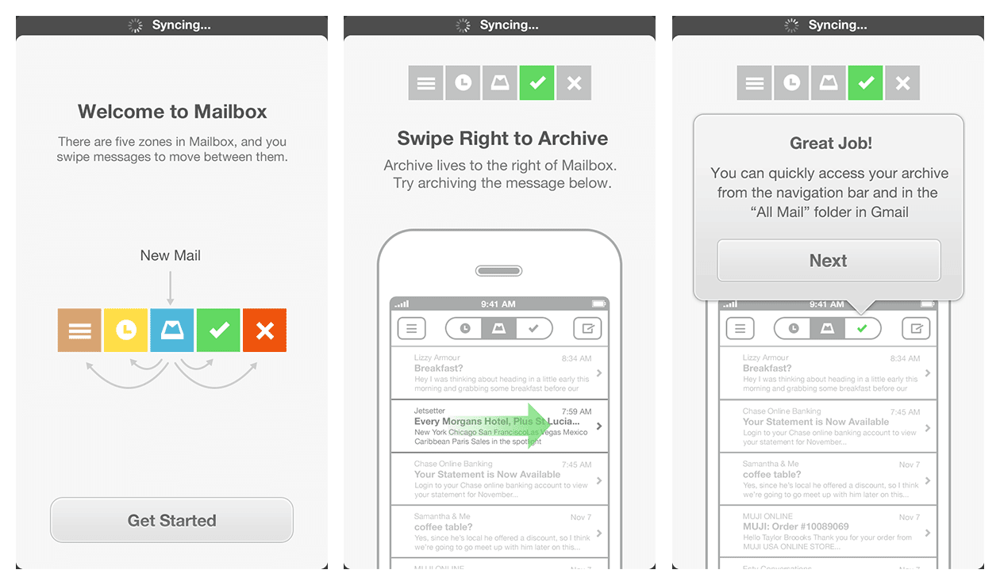 Syncing...
Welcome to Mailbox
There are five zones in Mailbox, and you
swipe messages to move between them.
New Mail
Get Started
Syncing...
Swipe Right to Archive
Archive lives to the right of Mailbox.
Try archiving the message below.
9:41 AM
Lizzy Armour 8:34 AM
Breakfast?
Hey I was thinking about heading in a little early this
morning and grabbing some breakfast before our
Jetsetter 7:59 AM
Every Morgans Hotel, Plus St Lucia...
New York Chicago San FranciscoLas Vegas Mexico
Caribbean Paris Sales in the spotlight
Chase Online Banking 7:45 AM
Your Statement is Now Available
Login to your Chase online banking account to view
your statement for November...
Samantha & Me Nov 7
coffee table?
Yes, since he's local he offered a discount, so I think
we're going to go meet up with him later on this...
MUJI ONLINE Nov 7
Syncing...
Great Job!
You can quickly access your archive
from the navigation bar and in the
“All Mail” folder in Gmail
Next
9:41 AM
Lizzy Armour 8:34 AM
Breakfast?
Hey I was thinking about heading in a little early this
morning and grabbing some breakfast before our
Chase Online Banking 7:45 AM
Your Statement is Now Available
Login to your Chase online banking account to view
your statement for November...
Samantha & Me Nov 7
coffee table?
Yes, since he's local he offered a discount, so I think
we're going to go meet up with him later on this...
MUJI ONLINE Nov 7
MUJI: Order #10089069
Hello Taylor Broooks Thank you for your order from
MUJI USA ONLINE STORE...
Etsy Conversations Nov 7